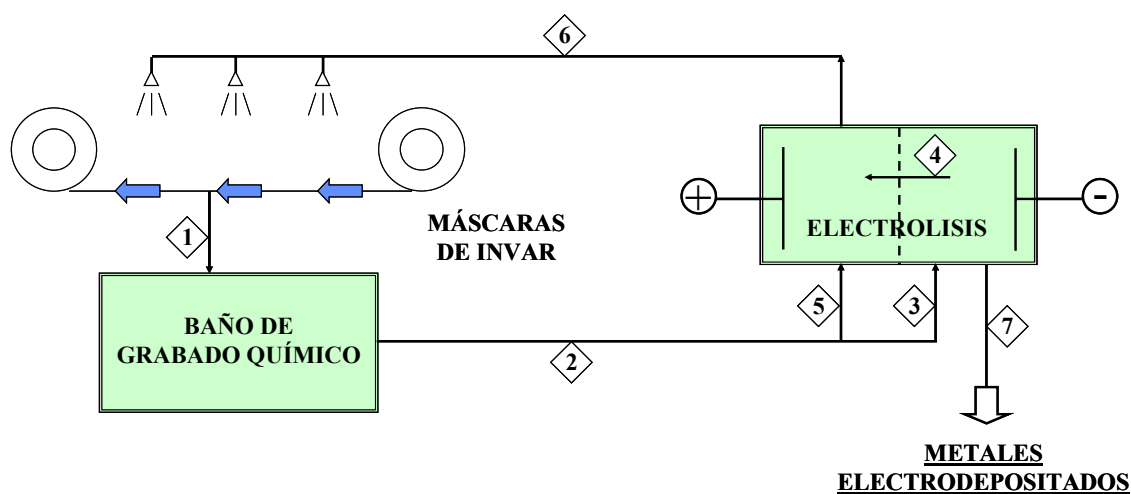 6
4
+
-
ELECTROLISIS
MÁSCARAS
DE INVAR
1
5
3
7
BAÑO DE
GRABADO QUÍMICO
2
METALES
ELECTRODEPOSITADOS